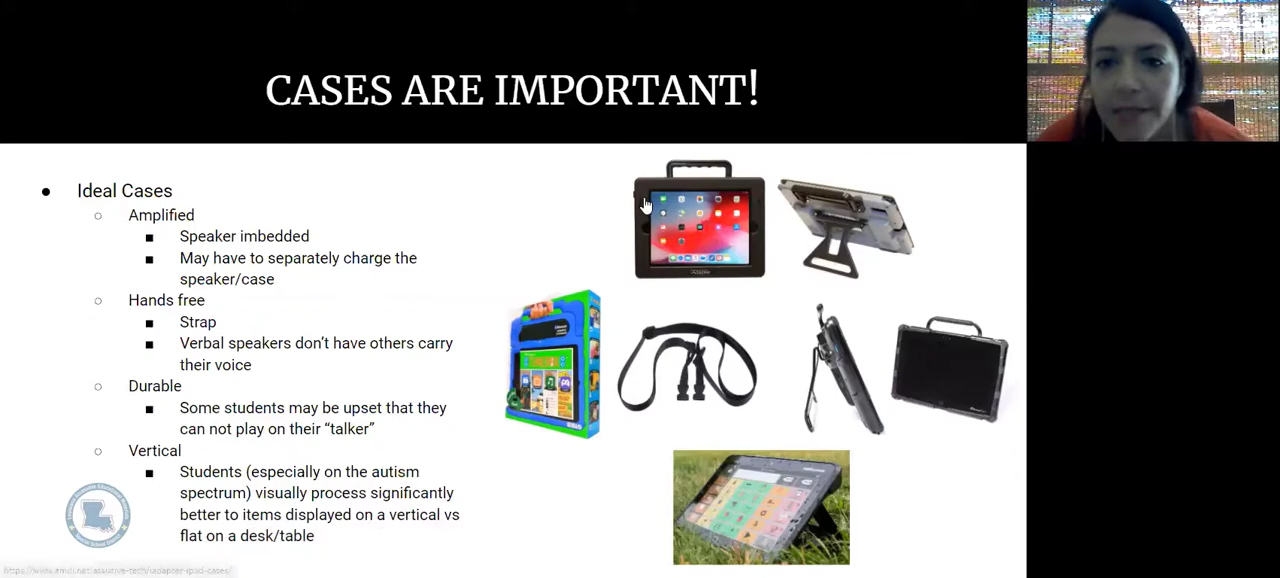 CASES ARE IMPORTANT!
● Ideal Cases
○ Amplified
■ Speaker imbedded
■ May have to separately charge the
speaker/case
○ Hands free
■ Strap
■ Verbal speakers don’t have others carry
their voice
○ Durable
■ Some students may be upset that they
can not play on their “talker”
○ Vertical
■ Students (especially on the autism
spectrum) visually process significantly
better to items displayed on a vertical vs
flat on a desk/table